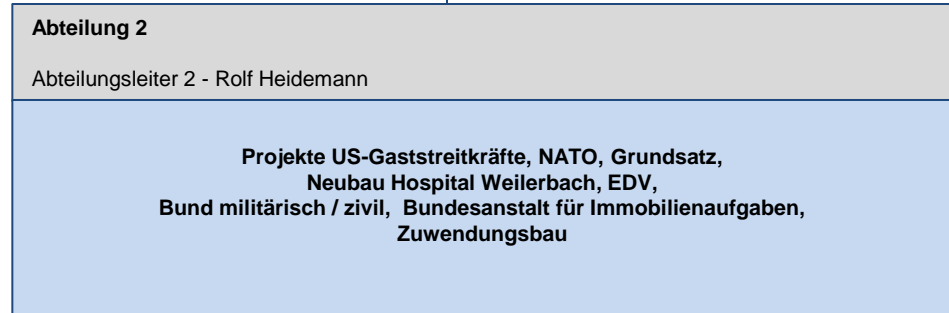 Abteilung 2
Abteilungsleiter 2 - Rolf Heidemann
Projekte US-Gaststreitkräfte, NATO, Grundsatz,
Neubau Hospital Weilerbach, EDV,
Bund militärisch / zivil, Bundesanstalt für Immobilienaufgaben,
Zuwendungsbau